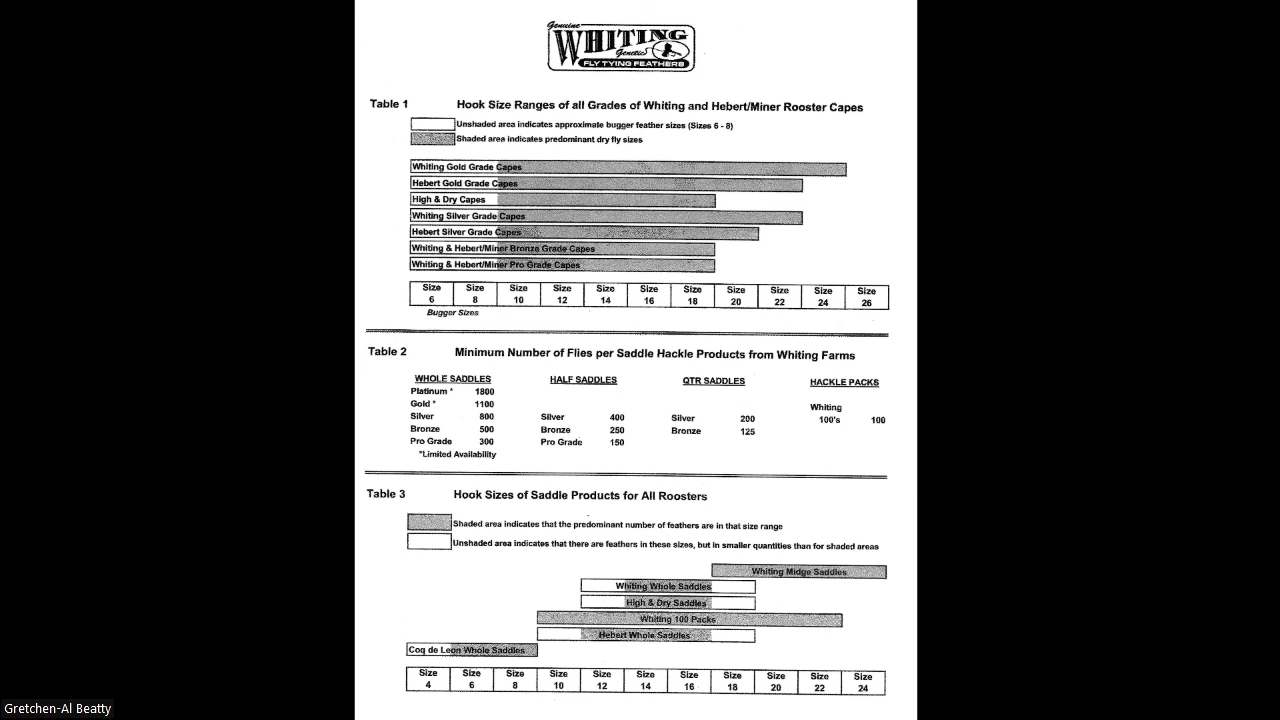 Genuine
WHITING
Genetics
FLY TYING FEATHERS
Table 1 Hook Size Ranges of all Grades of Whiting and Hebert/Miner Rooster Capes
Unshaded area indicates approximate bugger feather sizes (Sizes 6 - 8)
Shaded area indicates predominant dry fly sizes
Whiting Gold Grade Capes
Hebert Gold Grade Capes
High & Dry Capes
Whiting Silver Grade Capes
Hebert Silver Grade Capes
Whiting & Hebert/Miner Bronze Grade Capes
Whiting & Hebert/Miner Pro Grade Capes
Size Size Size Size Size Size Size Size Size Size Size
6 8 10 12 14 16 18 20 22 24 26
Bugger Sizes
Table 2 Minimum Number of Flies per Saddle Hackle Products from Whiting Farms
WHOLE SADDLES HALF SADDLES QTR SADDLES HACKLE PACKS
Platinum * 1800
Gold * 1100 Whiting
Silver 800 Silver 400 Silver 200 100's 100
Bronze 500 Bronze 250 Bronze 125
Pro Grade 300 Pro Grade 150
*Limited Availability
Table 3 Hook Sizes of Saddle Products for All Roosters
Shaded area indicates that the predominant number of feathers are in that size range
Unshaded area indicates that there are feathers in these sizes, but in smaller quantities than for shaded areas
Whiting Midge Saddles
Whiting Whole Saddles
High & Dry Saddles
Whiting 100 Packs
Hebert Whole Saddles
Coq de Leon Whole Saddles
Size Size Size Size Size Size Size Size Size Size Size
4 6 8 10 12 14 16 18 20 22 24
Gretchen-Al Beatty